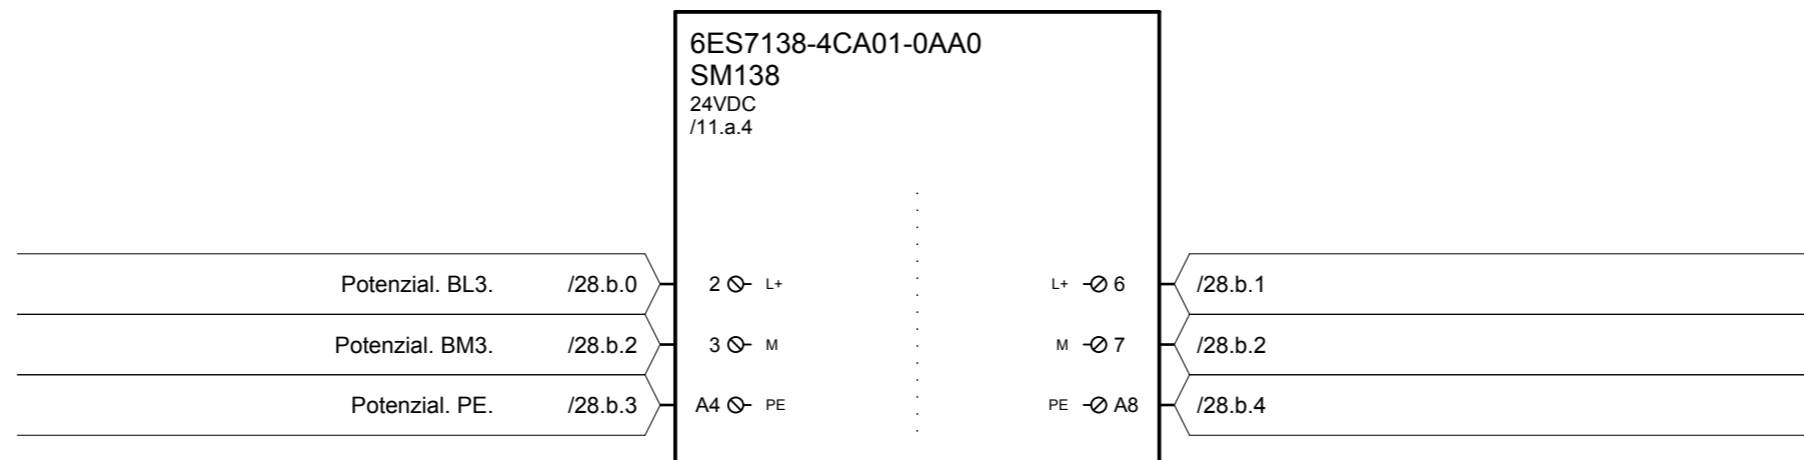 6ES7138-4CA01-0AA0
SM138
24VDC
/11.a.4
Potenzial. BL3. /28.b.0 2 L+ L+ 6 /28.b.1
Potenzial. BM3. /28.b.2 3 M M 7 /28.b.2
Potenzial. PE. /28.b.3 A4 PE PE A8 /28.b.4